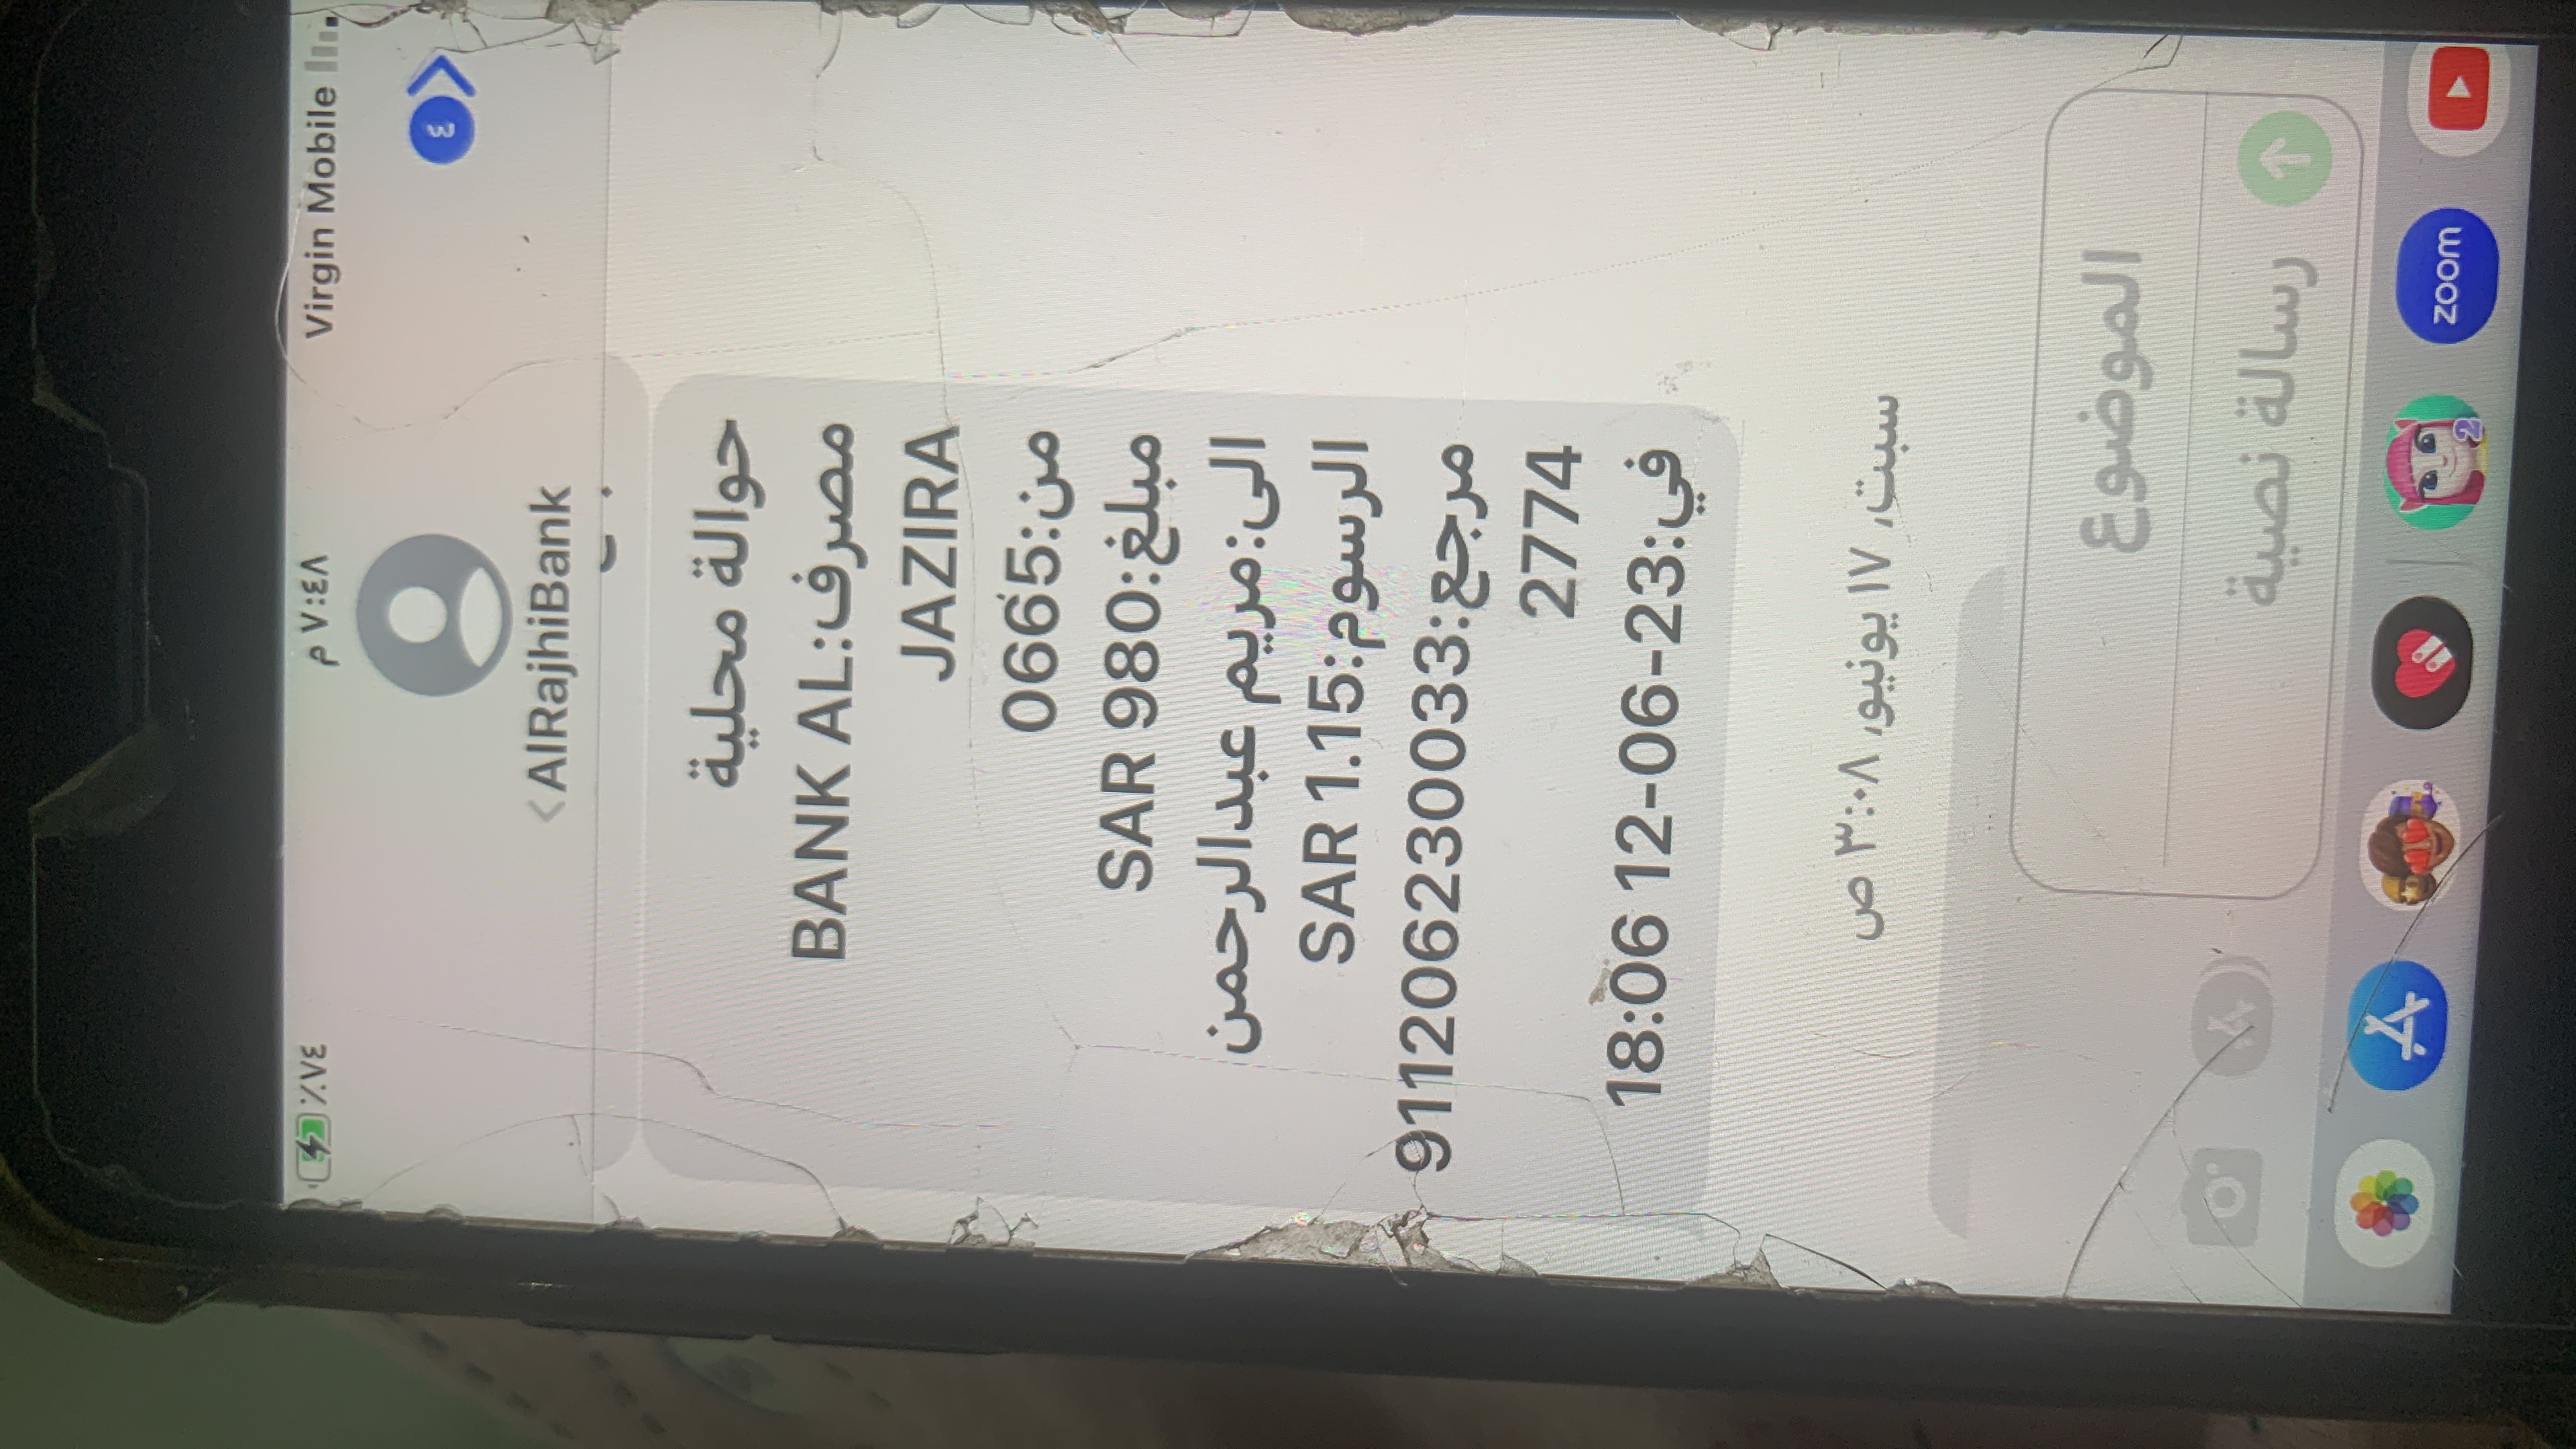 Virgin Mobile
٧:٤٨ م
٪٧٤
٤
AlRajhiBank
حوالة محلية
مصرف:BANK AL
JAZIRA
من:0665
مبلغ:SAR 980
الى:مريم عبدالرحمن
الرسوم:SAR 1.15
مرجع:911206230033
2774
في:23-06-12 18:06
سبت، ١٧ يونيو، ٣:٠٨ ص
الموضوع
رسالة نصية
2
zoom